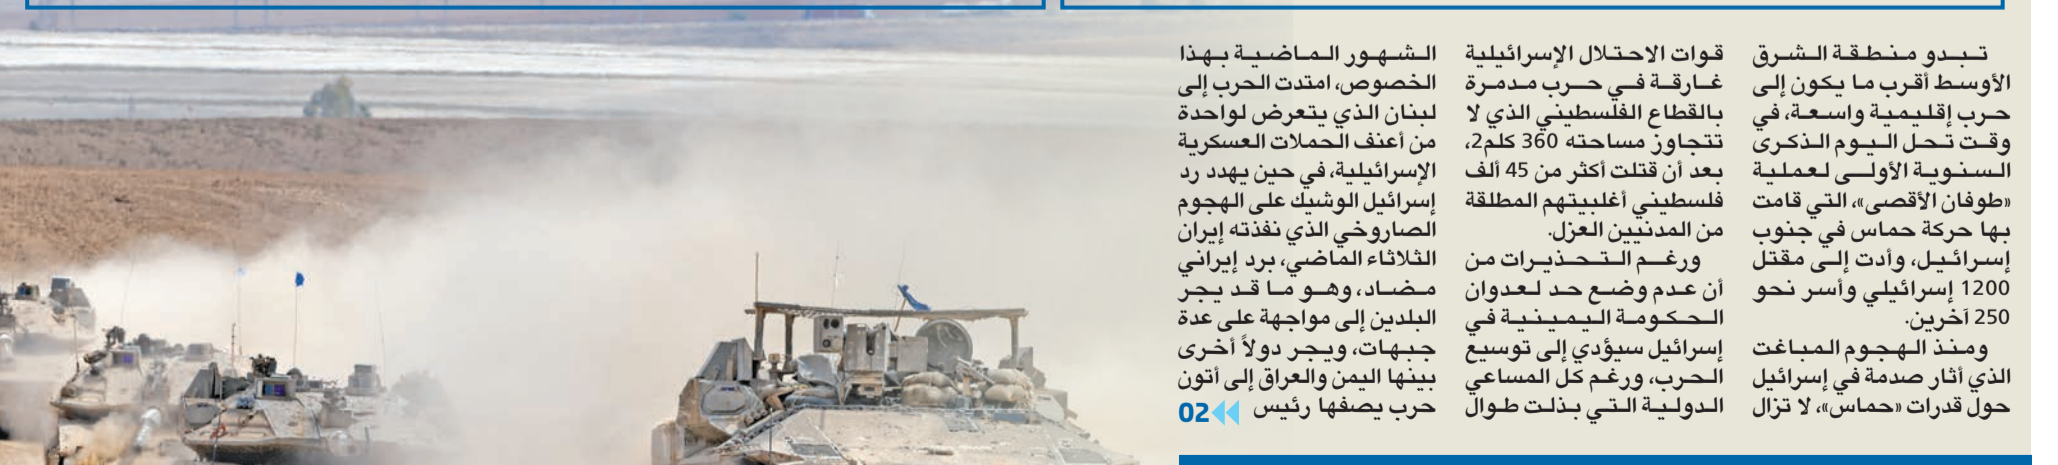 تبدو منطقة الشرق
الأوسط أقرب ما يكون إلى
حرب إقليمية واسعة، في
وقت تحل اليوم الذكرى
السنوية الأولى لعملية
«طوفان الأقصى»، التي قامت
بها حركة حماس في جنوب
إسرائيل، وأدت إلى مقتل
1200 إسرائيلي وأسر نحو
250 آخرين.
ومنذ الهجوم المباغت
الذي أثار صدمة في إسرائيل
حول قدرات «حماس»، لا تزال
قوات الاحتلال الإسرائيلية
غارقة في حرب مدمرة
بالقطاع الفلسطيني الذي لا
تتجاوز مساحته 360 كلم2،
بعد أن قتلت أكثر من 45 ألف
فلسطيني أغلبيتهم المطلقة
من المدنيين العزل.
ورغم التحذيرات من
أن عدم وضع حد لعدوان
الحكومة اليمينية في
إسرائيل سيؤدي إلى توسيع
الحرب، ورغم كل المساعي
الدولية التي بذلت طوال
الشهور الماضية بهذا
الخصوص، امتدت الحرب إلى
لبنان الذي يتعرض لواحدة
من أعنف الحملات العسكرية
الإسرائيلية، في حين يهدد رد
إسرائيل الوشيك على الهجوم
الصاروخي الذي نفذته إيران
الثلاثاء الماضي، برد إيراني
مضاد، وهو ما قد يجر
البلدين إلى مواجهة على عدة
جبهات، ويجر دولاً أخرى
بينها اليمن والعراق إلى أتون
حرب يصفها رئيس 02